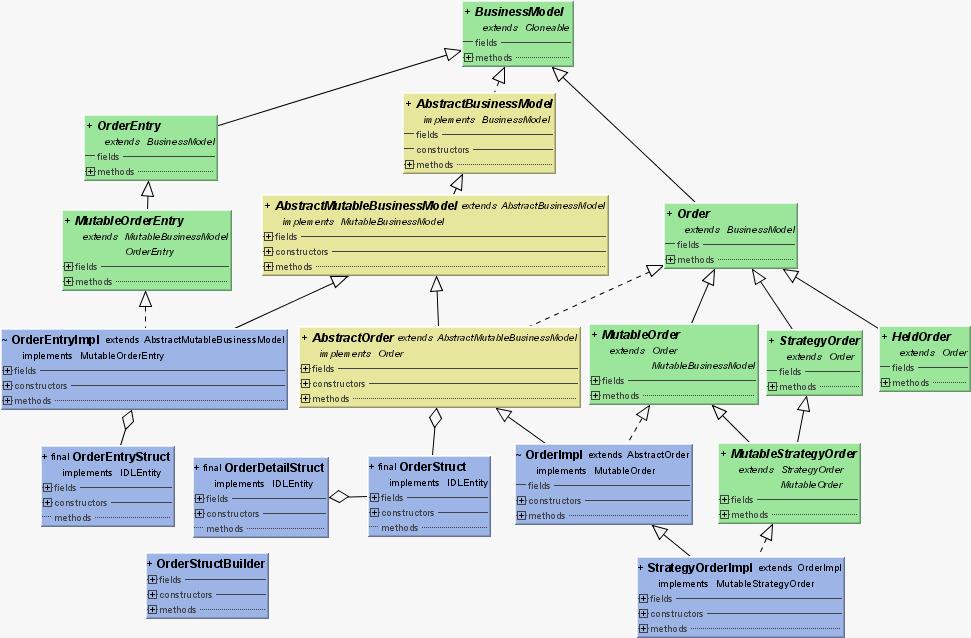 + BusinessModel
extends Cloneable
fields
methods
+ AbstractBusinessModel
implements BusinessModel
fields
constructors
methods
+ OrderEntry
extends BusinessModel
fields
methods
+ AbstractMutableBusinessModel extends AbstractBusinessModel
implements MutableBusinessModel
fields
constructors
methods
+ MutableOrderEntry
extends MutableBusinessModel
OrderEntry
fields
methods
+ Order
extends BusinessModel
fields
methods
~ OrderEntryImpl extends AbstractMutableBusinessModel
implements MutableOrderEntry
fields
constructors
methods
+ AbstractOrder extends AbstractMutableBusinessModel
implements Order
fields
constructors
methods
+ MutableOrder
extends Order
MutableBusinessModel
fields
methods
+ StrategyOrder
extends Order
fields
methods
+ HeldOrder
extends Order
fields
methods
+ final OrderEntryStruct
implements IDLEntity
fields
constructors
methods
+ final OrderDetailStruct
implements IDLEntity
fields
constructors
methods
+ final OrderStruct
implements IDLEntity
fields
constructors
methods
~ OrderImpl extends AbstractOrder
implements MutableOrder
fields
constructors
methods
+ MutableStrategyOrder
extends StrategyOrder
MutableOrder
fields
methods
+ OrderStructBuilder
fields
constructors
methods
+ StrategyOrderImpl extends OrderImpl
implements MutableStrategyOrder
fields
constructors
methods